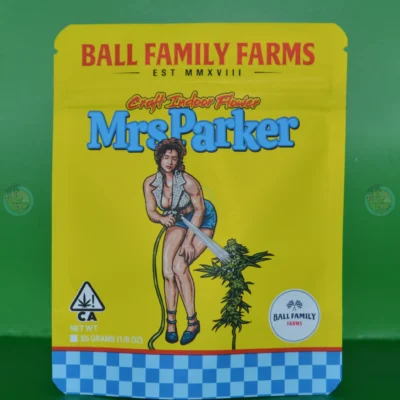 BALL FAMILY FARMS
EST MMXVIII
Craft Indoor Flower
MrsParker
CA
NET WT.
BALL FAMILY
FARMS